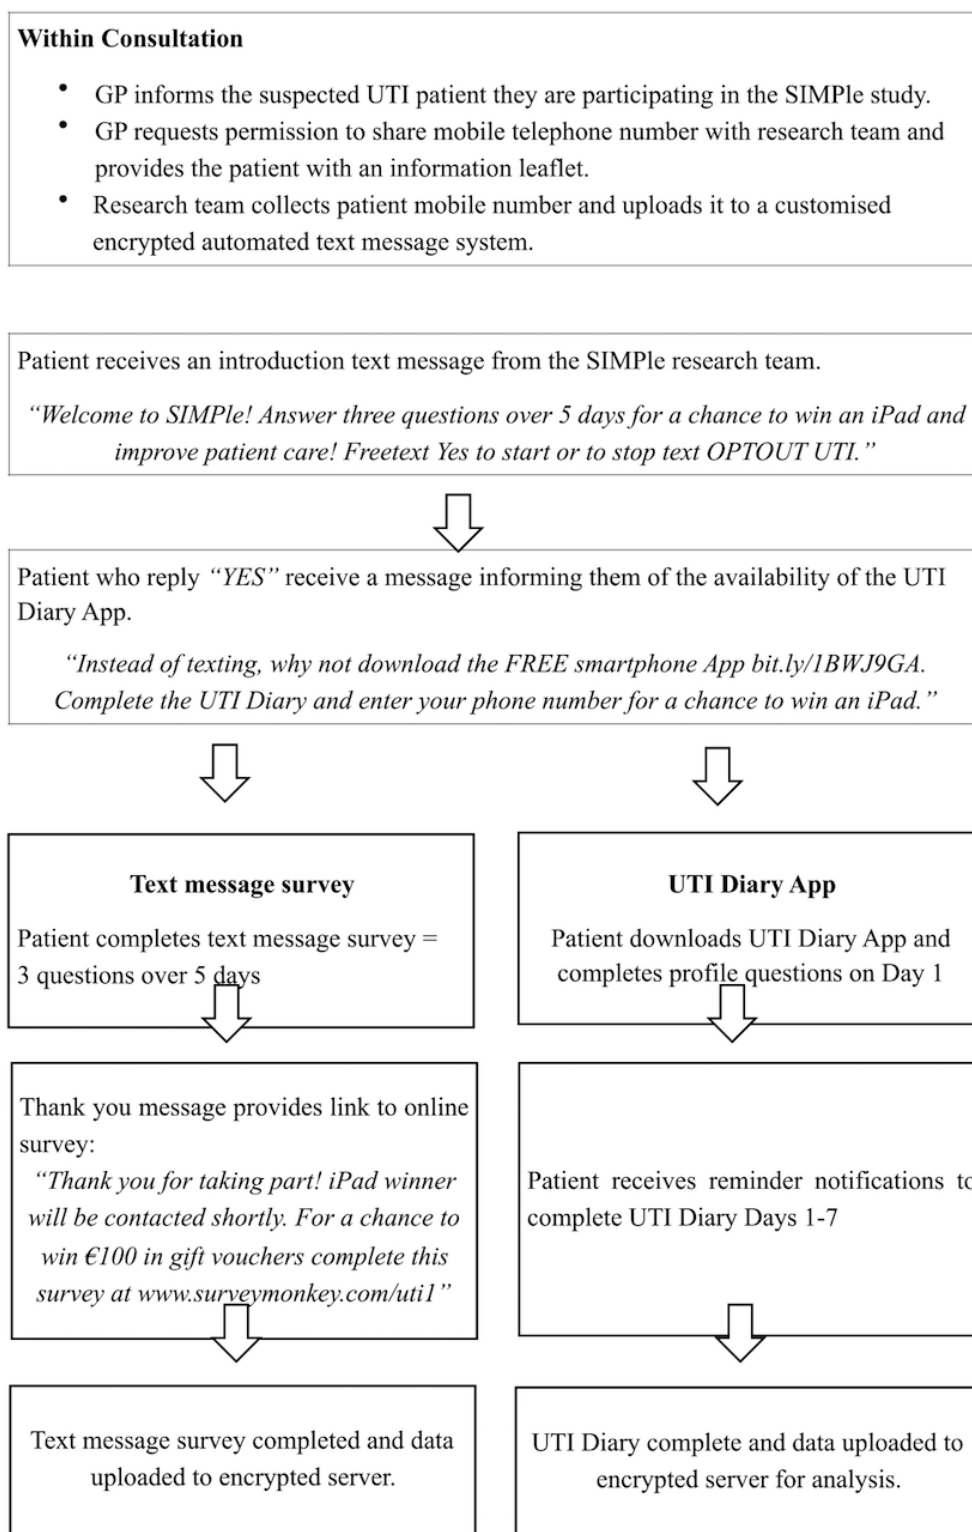 Within Consultation
• GP informs the suspected UTI patient they are participating in the SIMPle study.
• GP requests permission to share mobile telephone number with research team and
provides the patient with an information leaflet.
• Research team collects patient mobile number and uploads it to a customised
encrypted automated text message system.
Patient receives an introduction text message from the SIMPle research team.
“Welcome to SIMPle! Answer three questions over 5 days for a chance to win an iPad and
improve patient care! Freetext Yes to start or to stop text OPTOUT UTI.”
Patient who reply “YES” receive a message informing them of the availability of the UTI
Diary App.
“Instead of texting, why not download the FREE smartphone App bit.ly/1BWJ9GA.
Complete the UTI Diary and enter your phone number for a chance to win an iPad.”
Text message survey
Patient completes text message survey =
3 questions over 5 days
UTI Diary App
Patient downloads UTI Diary App and
completes profile questions on Day 1
Thank you message provides link to online
survey:
“Thank you for taking part! iPad winner
will be contacted shortly. For a chance to
win €100 in gift vouchers complete this
survey at www.surveymonkey.com/uti1”
Patient receives reminder notifications to
complete UTI Diary Days 1-7
Text message survey completed and data
uploaded to encrypted server.
UTI Diary complete and data uploaded to
encrypted server for analysis.